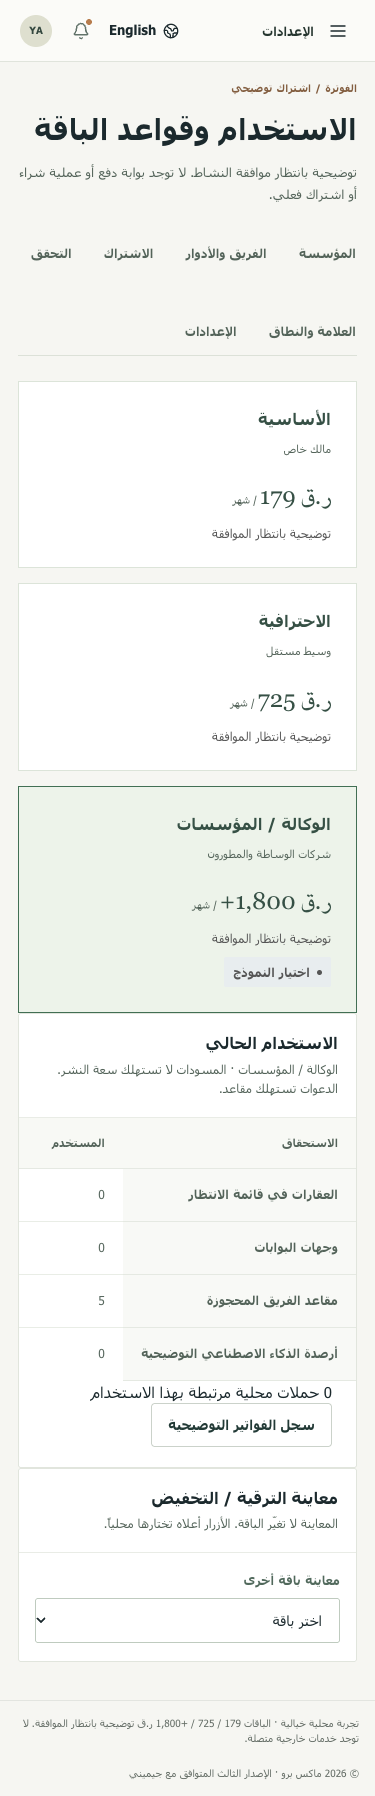 الإعدادات
English
YA
الفوترة / اشتراك توضيحي
الاستخدام وقواعد الباقة
توضيحية بانتظار موافقة النشاط. لا توجد بوابة دفع أو عملية شراء
أو اشتراك فعلي.
المؤسسة
الفريق والأدوار
الاشتراك
التحقق
العلامة والنطاق
الإعدادات
الأساسية
مالك خاص
ر.ق 179 / شهر
توضيحية بانتظار الموافقة
الاحترافية
وسيط مستقل
ر.ق 725 / شهر
توضيحية بانتظار الموافقة
الوكالة / المؤسسات
شركات الوساطة والمطورون
ر.ق 1,800+ / شهر
توضيحية بانتظار الموافقة
• اختيار النموذج
الاستخدام الحالي
الوكالة / المؤسسات · المسودات لا تستهلك سعة النشر.
الدعوات تستهلك مقاعد.
الاستحقاق المستخدم
العقارات في قائمة الانتظار 0
وجهات البوابات 0
مقاعد الفريق المحجوزة 5
أرصدة الذكاء الاصطناعي التوضيحية 0
0 حملات محلية مرتبطة بهذا الاستخدام
سجل الفواتير التوضيحية
معاينة الترقية / التخفيض
المعاينة لا تغيّر الباقة. الأزرار أعلاه تختارها محلياً.
معاينة باقة أخرى
اختر باقة
تجربة محلية خيالية · الباقات 179 / 725 / +1,800 ر.ق توضيحية بانتظار الموافقة. لا
توجد خدمات خارجية متصلة.
© 2026 ماكس برو · الإصدار الثالث المتوافق مع جيميني